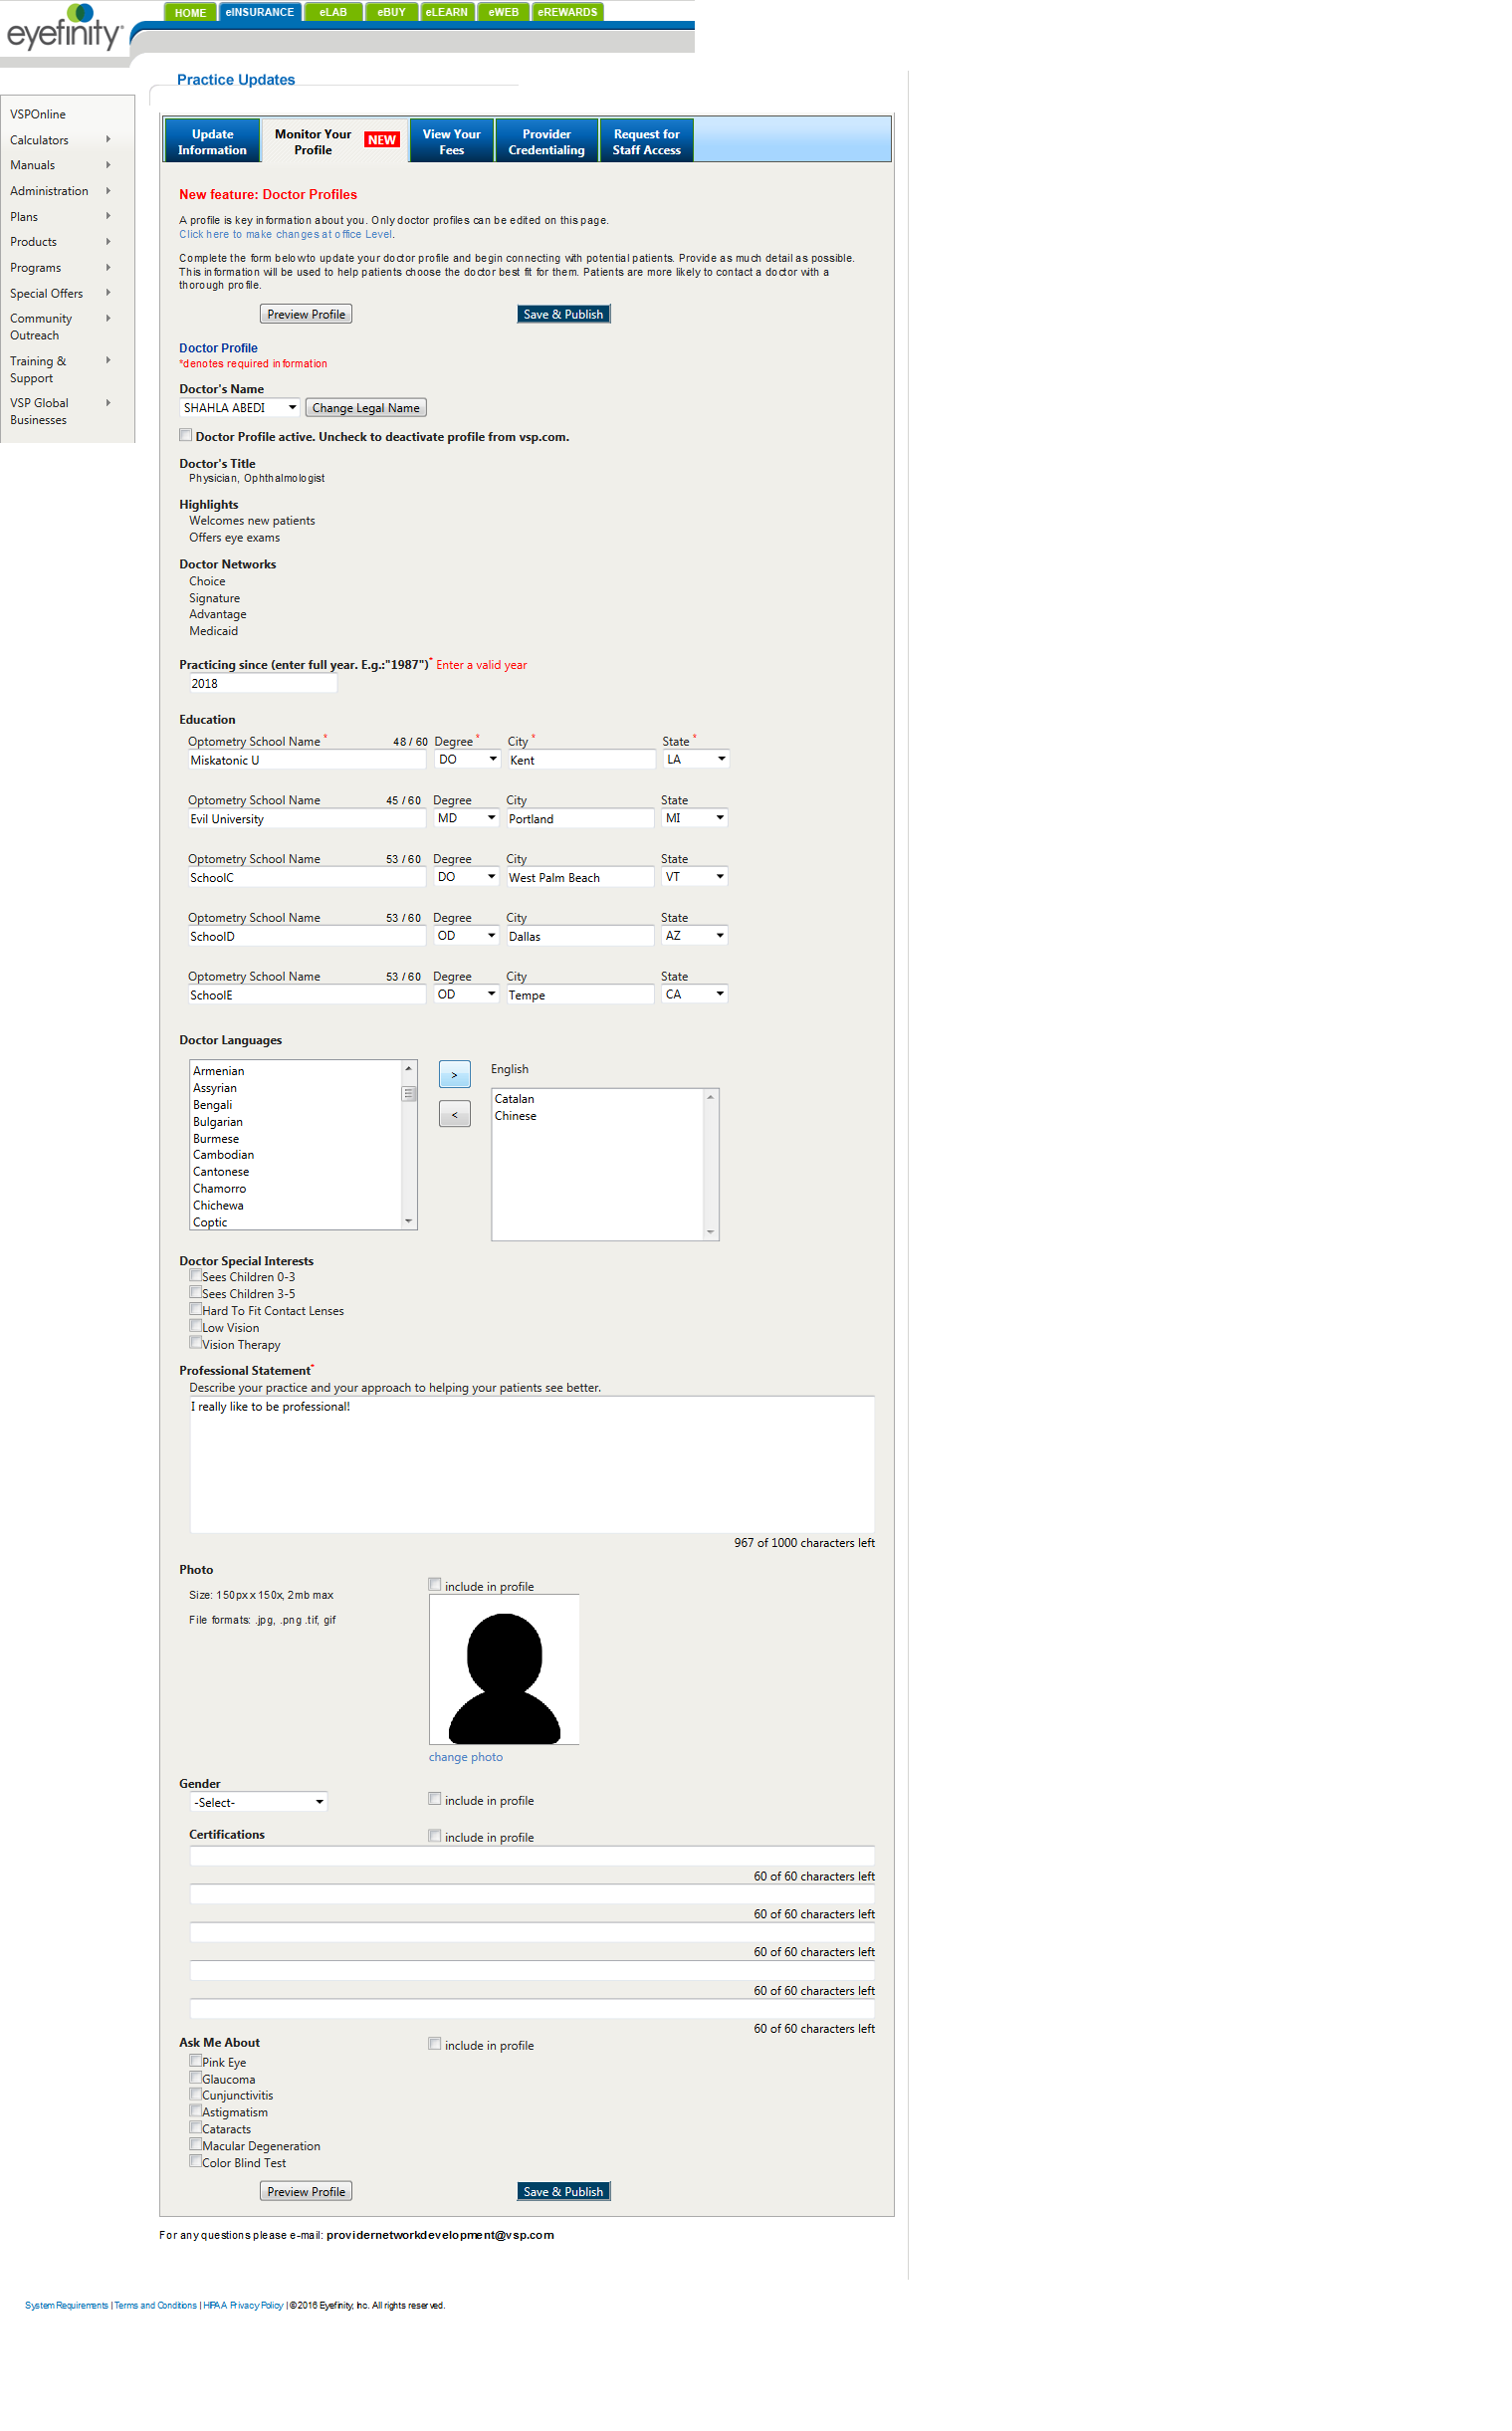 eyefinity
HOME eINSURANCE eLAB eBUY eLEARN eWEB eREWARDS
Practice Updates
VSPOnline
Calculators
Manuals
Administration
Plans
Products
Programs
Special Offers
Community
Outreach
Training &
Support
VSP Global
Businesses
Update
Information
Monitor Your
Profile
NEW
View Your
Fees
Provider
Credentialing
Request for
Staff Access
New feature: Doctor Profiles
A profile is key information about you. Only doctor profiles can be edited on this page.
Click here to make changes at office Level.
Complete the form below to update your doctor profile and begin connecting with potential patients. Provide as much detail as possible.
This information will be used to help patients choose the doctor best fit for them. Patients are more likely to contact a doctor with a
thorough profile.
Preview Profile Save & Publish
Doctor Profile
*denotes required information
Doctor's Name
SHAHLA ABEDI Change Legal Name
Doctor Profile active. Uncheck to deactivate profile from vsp.com.
Doctor's Title
Physician, Ophthalmologist
Highlights
Welcomes new patients
Offers eye exams
Doctor Networks
Choice
Signature
Advantage
Medicaid
Practicing since (enter full year. E.g.:"1987")* Enter a valid year
2018
Education
Optometry School Name * 48 / 60 Degree * City * State *
Miskatonic U DO Kent LA
Optometry School Name 45 / 60 Degree City State
Evil University MD Portland MI
Optometry School Name 53 / 60 Degree City State
SchoolC DO West Palm Beach VT
Optometry School Name 53 / 60 Degree City State
SchoolD OD Dallas AZ
Optometry School Name 53 / 60 Degree City State
SchoolE OD Tempe CA
Doctor Languages
Armenian
Assyrian
Bengali
Bulgarian
Burmese
Cambodian
Cantonese
Chamorro
Chichewa
Coptic
>
<
English
Catalan
Chinese
Doctor Special Interests
Sees Children 0-3
Sees Children 3-5
Hard To Fit Contact Lenses
Low Vision
Vision Therapy
Professional Statement*
Describe your practice and your approach to helping your patients see better.
I really like to be professional!
967 of 1000 characters left
Photo
include in profile
Size: 150px x 150x, 2mb max
File formats: .jpg, .png .tif, gif
change photo
Gender
-Select- include in profile
Certifications include in profile
60 of 60 characters left
60 of 60 characters left
60 of 60 characters left
60 of 60 characters left
60 of 60 characters left
Ask Me About include in profile
Pink Eye
Glaucoma
Cunjunctivitis
Astigmatism
Cataracts
Macular Degeneration
Color Blind Test
Preview Profile Save & Publish
For any questions please e-mail: providernetworkdevelopment@vsp.com
System Requirements | Terms and Conditions | HIPAA Privacy Policy | © 2016 Eyefinity, Inc. All rights reserved.